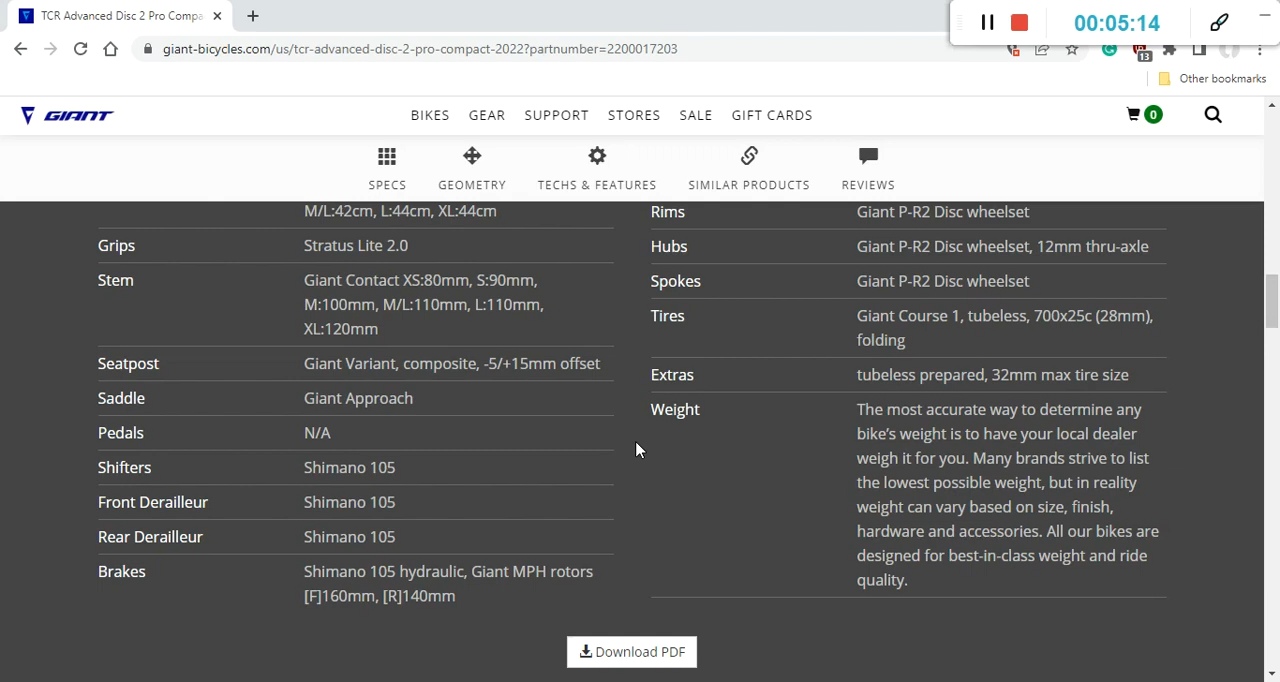 TCR Advanced Disc 2 Pro Compa
00:05:14
giant-bicycles.com/us/tcr-advanced-disc-2-pro-compact-2022?partnumber=2200017203
13
Other bookmarks
GIANT
BIKES GEAR SUPPORT STORES SALE GIFT CARDS
0
SPECS GEOMETRY TECHS & FEATURES SIMILAR PRODUCTS REVIEWS
M/L:42cm, L:44cm, XL:44cm
Grips Stratus Lite 2.0
Stem Giant Contact XS:80mm, S:90mm,
M:100mm, M/L:110mm, L:110mm,
XL:120mm
Seatpost Giant Variant, composite, -5/+15mm offset
Saddle Giant Approach
Pedals N/A
Shifters Shimano 105
Front Derailleur Shimano 105
Rear Derailleur Shimano 105
Brakes Shimano 105 hydraulic, Giant MPH rotors
[F]160mm, [R]140mm
Rims Giant P-R2 Disc wheelset
Hubs Giant P-R2 Disc wheelset, 12mm thru-axle
Spokes Giant P-R2 Disc wheelset
Tires Giant Course 1, tubeless, 700x25c (28mm),
folding
Extras tubeless prepared, 32mm max tire size
Weight The most accurate way to determine any
bike's weight is to have your local dealer
weigh it for you. Many brands strive to list
the lowest possible weight, but in reality
weight can vary based on size, finish,
hardware and accessories. All our bikes are
designed for best-in-class weight and ride
quality.
Download PDF